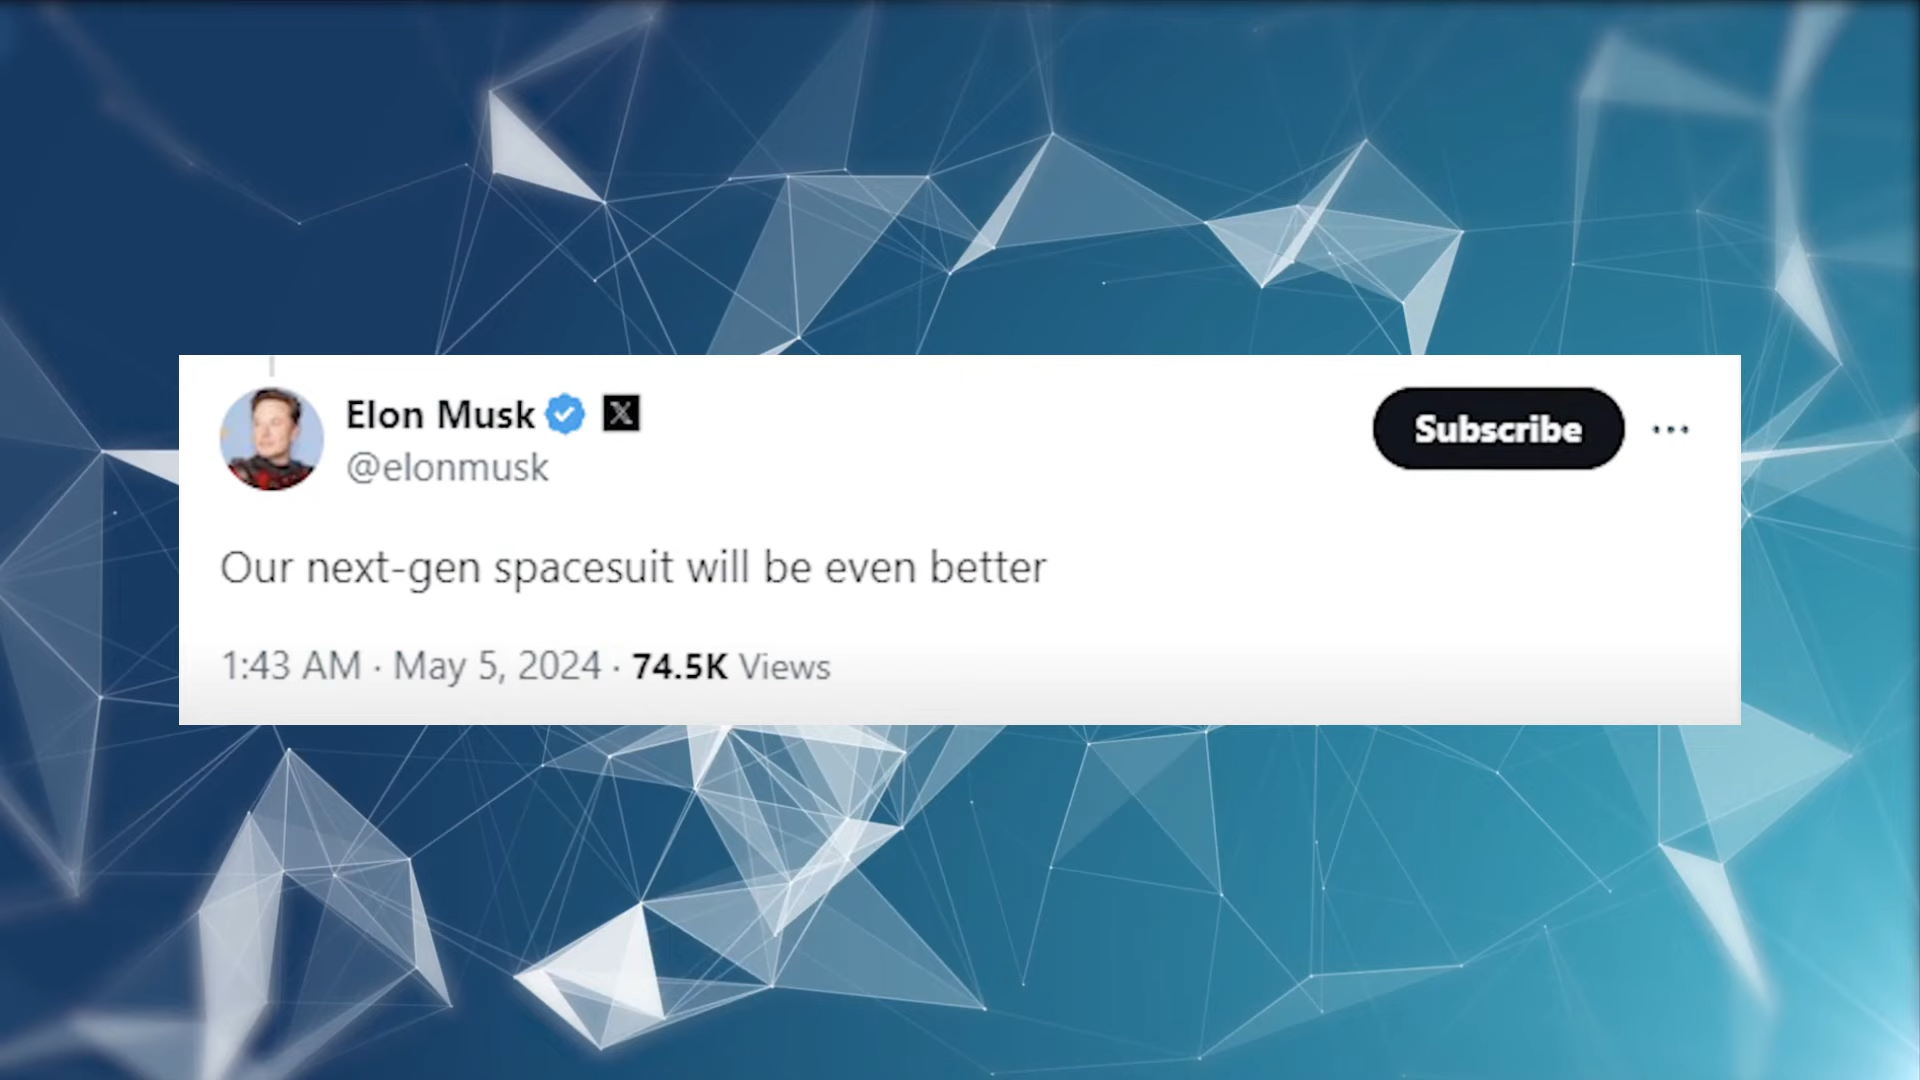 Elon Musk
@elonmusk
Subscribe
Our next-gen spacesuit will be even better
1:43 AM · May 5, 2024 · 74.5K Views